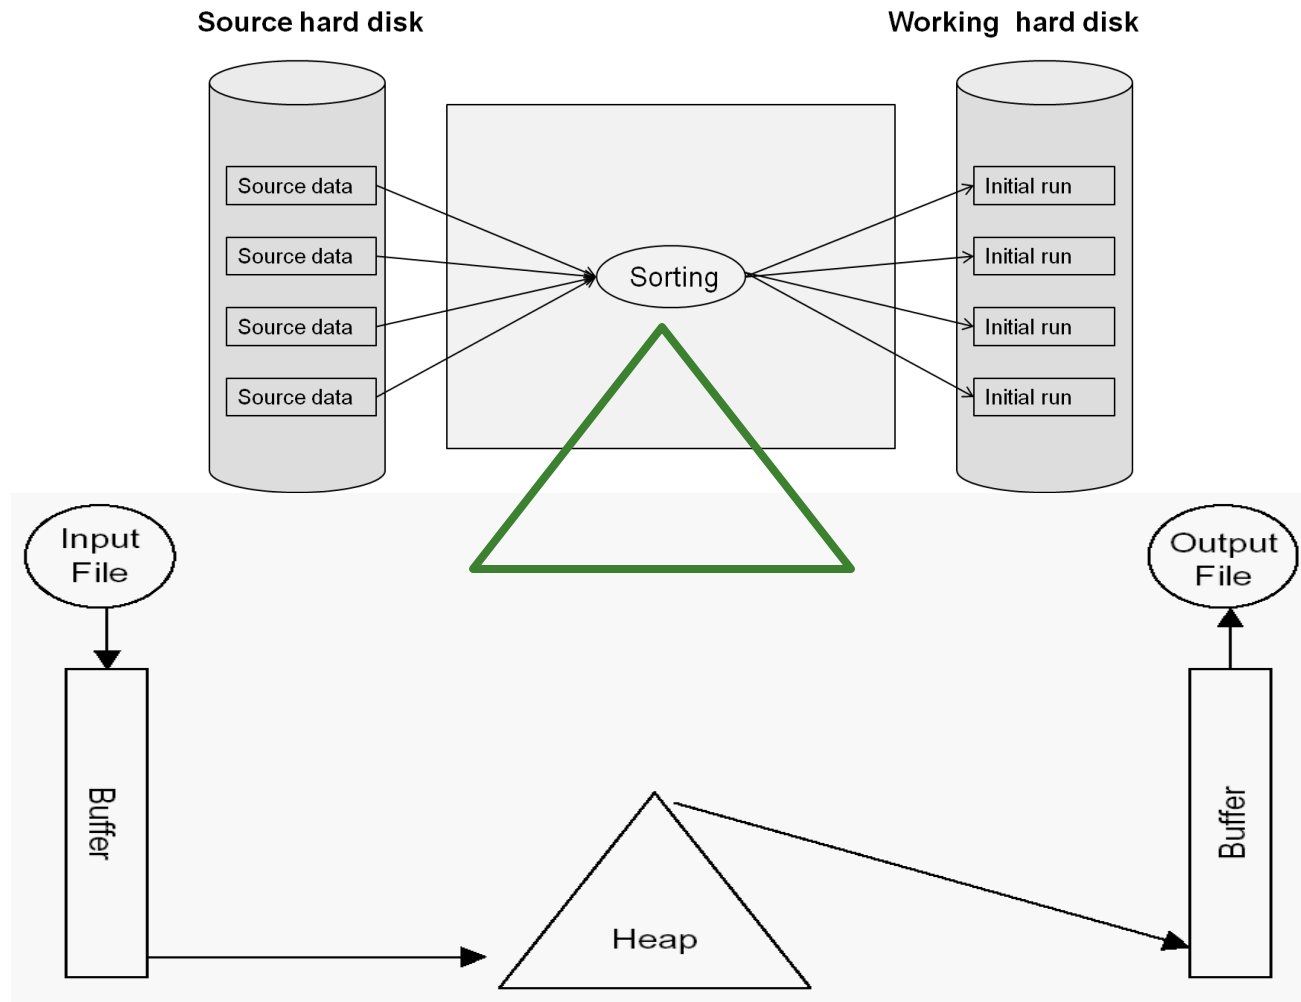 Source hard disk
Working hard disk
Source data
Source data
Source data
Source data
Sorting
Initial run
Initial run
Initial run
Initial run
Input
File
Output
File
Buffer
Heap
Buffer